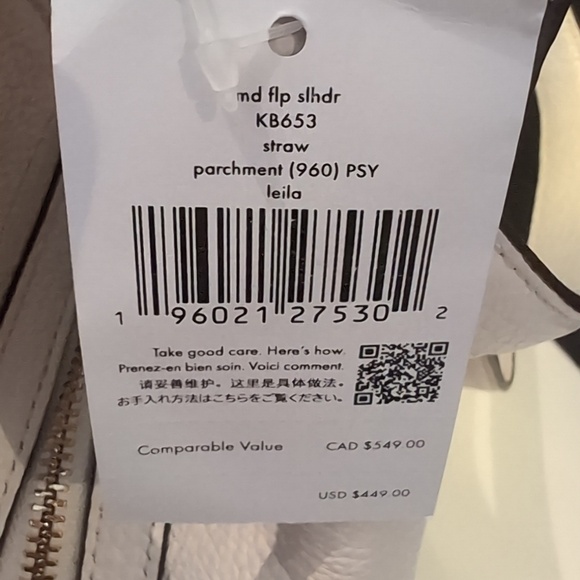 md flp slhdr
KB653
straw
parchment (960) PSY
leila
1 96021 27530 2
Take good care. Here's how.
Prenez-en bien soin. Voici comment.
请妥善维护。这里是具体做法。
お手入れ方法はこちらをご覧ください。
Comparable Value CAD $549.00
USD $449.00